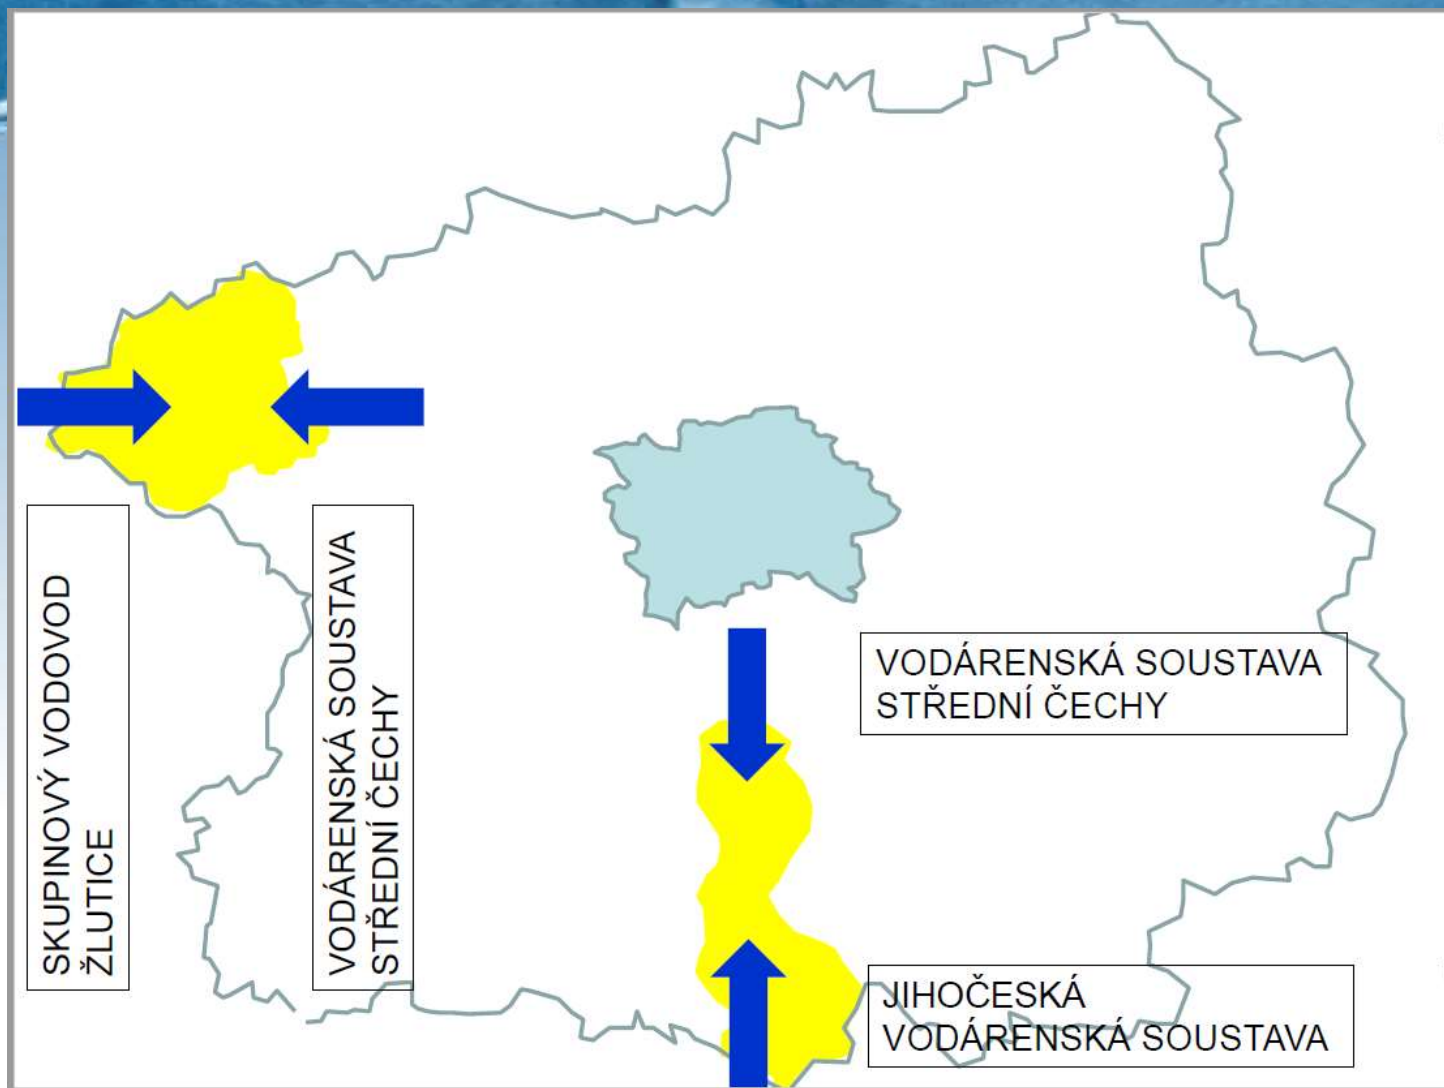 SKUPINOVÝ VODOVOD
ŽLUTICE
VODÁRENSKÁ SOUSTAVA
STŘEDNÍ ČECHY
VODÁRENSKÁ SOUSTAVA
STŘEDNÍ ČECHY
JIHOČESKÁ
VODÁRENSKÁ SOUSTAVA